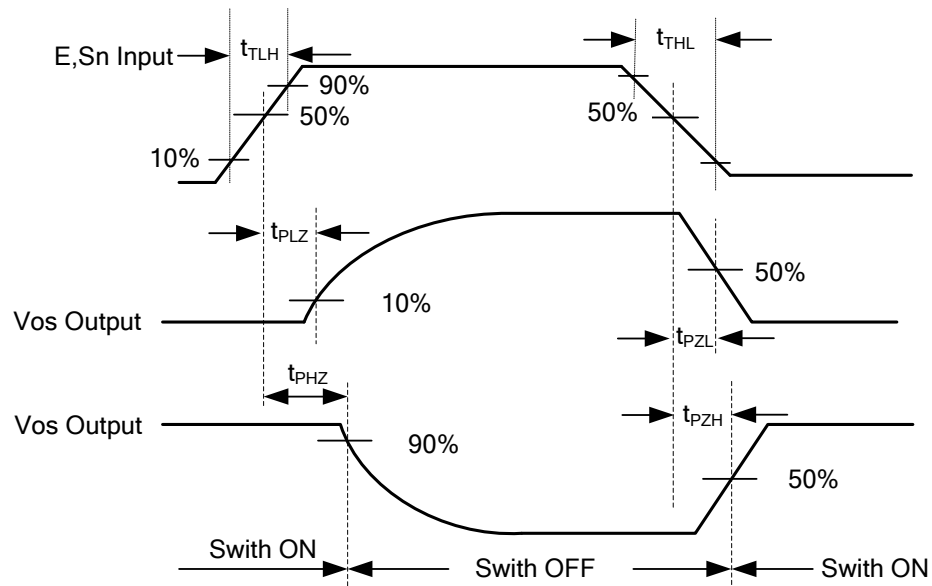 E,Sn Input
tTLH
tTHL
90%
50%
50%
10%
tPLZ
50%
10%
Vos Output
tPZL
tPHZ
tPZH
Vos Output
90%
50%
Swith ON
Swith OFF
Swith ON